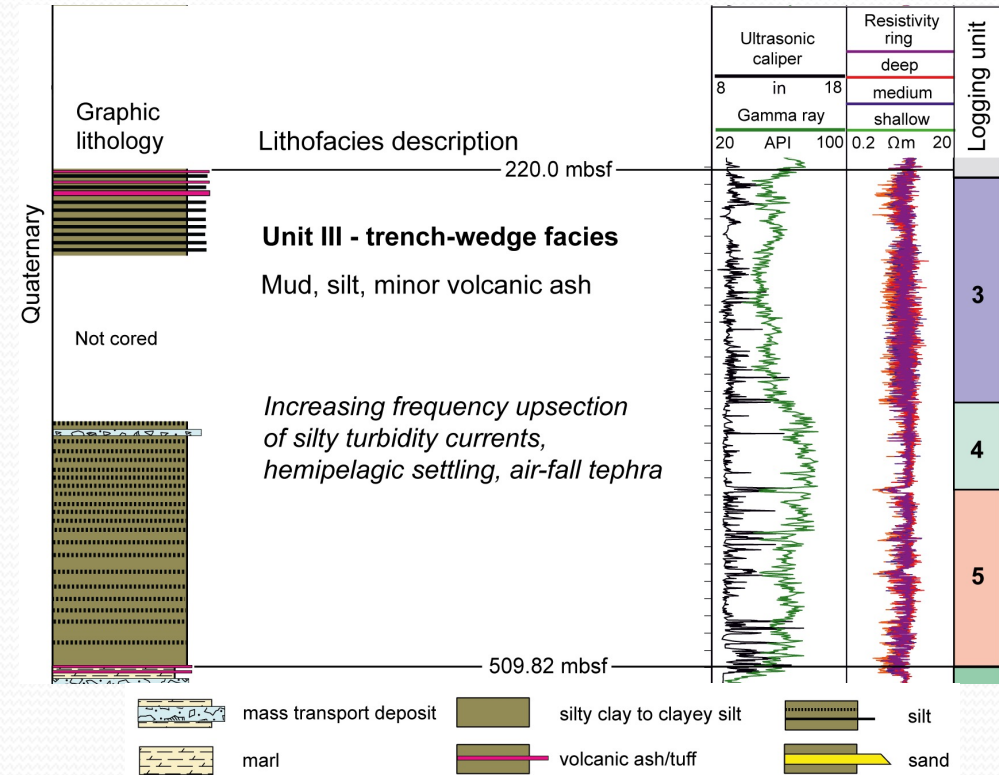 Quaternary
Graphic
lithology
Lithofacies description
Ultrasonic
caliper
8 in 18
Gamma ray
20 API 100
Resistivity
ring
deep
medium
shallow
0.2 Ωm 20
Logging unit
220.0 mbsf
Unit III - trench-wedge facies
Mud, silt, minor volcanic ash
Not cored
Increasing frequency upsection
of silty turbidity currents,
hemipelagic settling, air-fall tephra
3
4
5
509.82 mbsf
mass transport deposit
silty clay to clayey silt
silt
marl
volcanic ash/tuff
sand